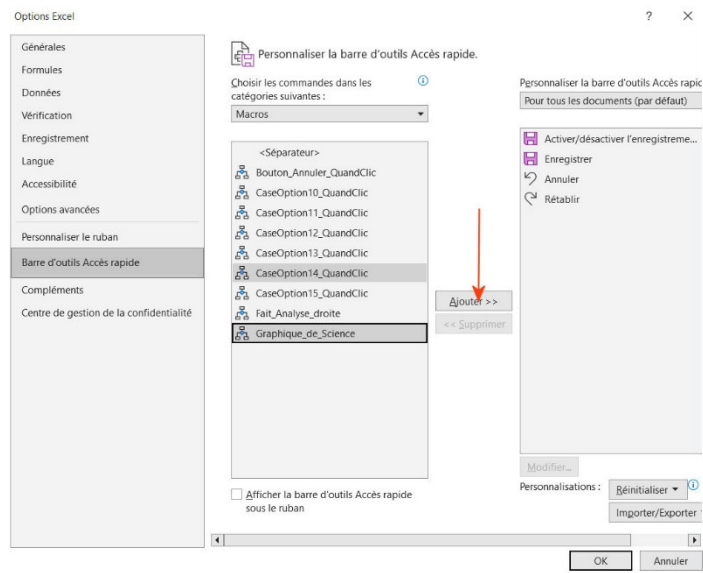 Options Excel
?
Générales
Formules
Données
Vérification
Enregistrement
Langue
Accessibilité
Options avancées
Personnaliser le ruban
Barre d'outils Accès rapide
Compléments
Centre de gestion de la confidentialité
Personnaliser la barre d'outils Accès rapide.
Choisir les commandes dans les
catégories suivantes :
Macros
<Séparateur>
Bouton_Annuler_QuandClic
CaseOption10_QuandClic
CaseOption11_QuandClic
CaseOption12_QuandClic
CaseOption13_QuandClic
CaseOption14_QuandClic
CaseOption15_QuandClic
Fait_Analyse_droite
Graphique_de_Science
Afficher la barre d'outils Accès rapide
sous le ruban
Ajouter >>
<< Supprimer
Personnaliser la barre d'outils Accès rapic
Pour tous les documents (par défaut)
Activer/désactiver l'enregistreme...
Enregistrer
Annuler
Rétablir
Modifier...
Personnalisations :
Réinitialiser
Importer/Exporter
OK
Annuler